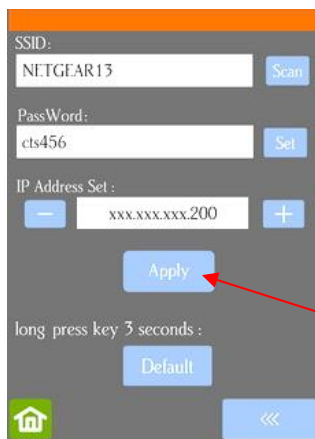 SSID:
NETGEAR13 Scan
PassWord:
cts456 Set
IP Address Set :
− xxx.xxx.xxx.200 +
Apply
long press key 3 seconds :
Default
<<<